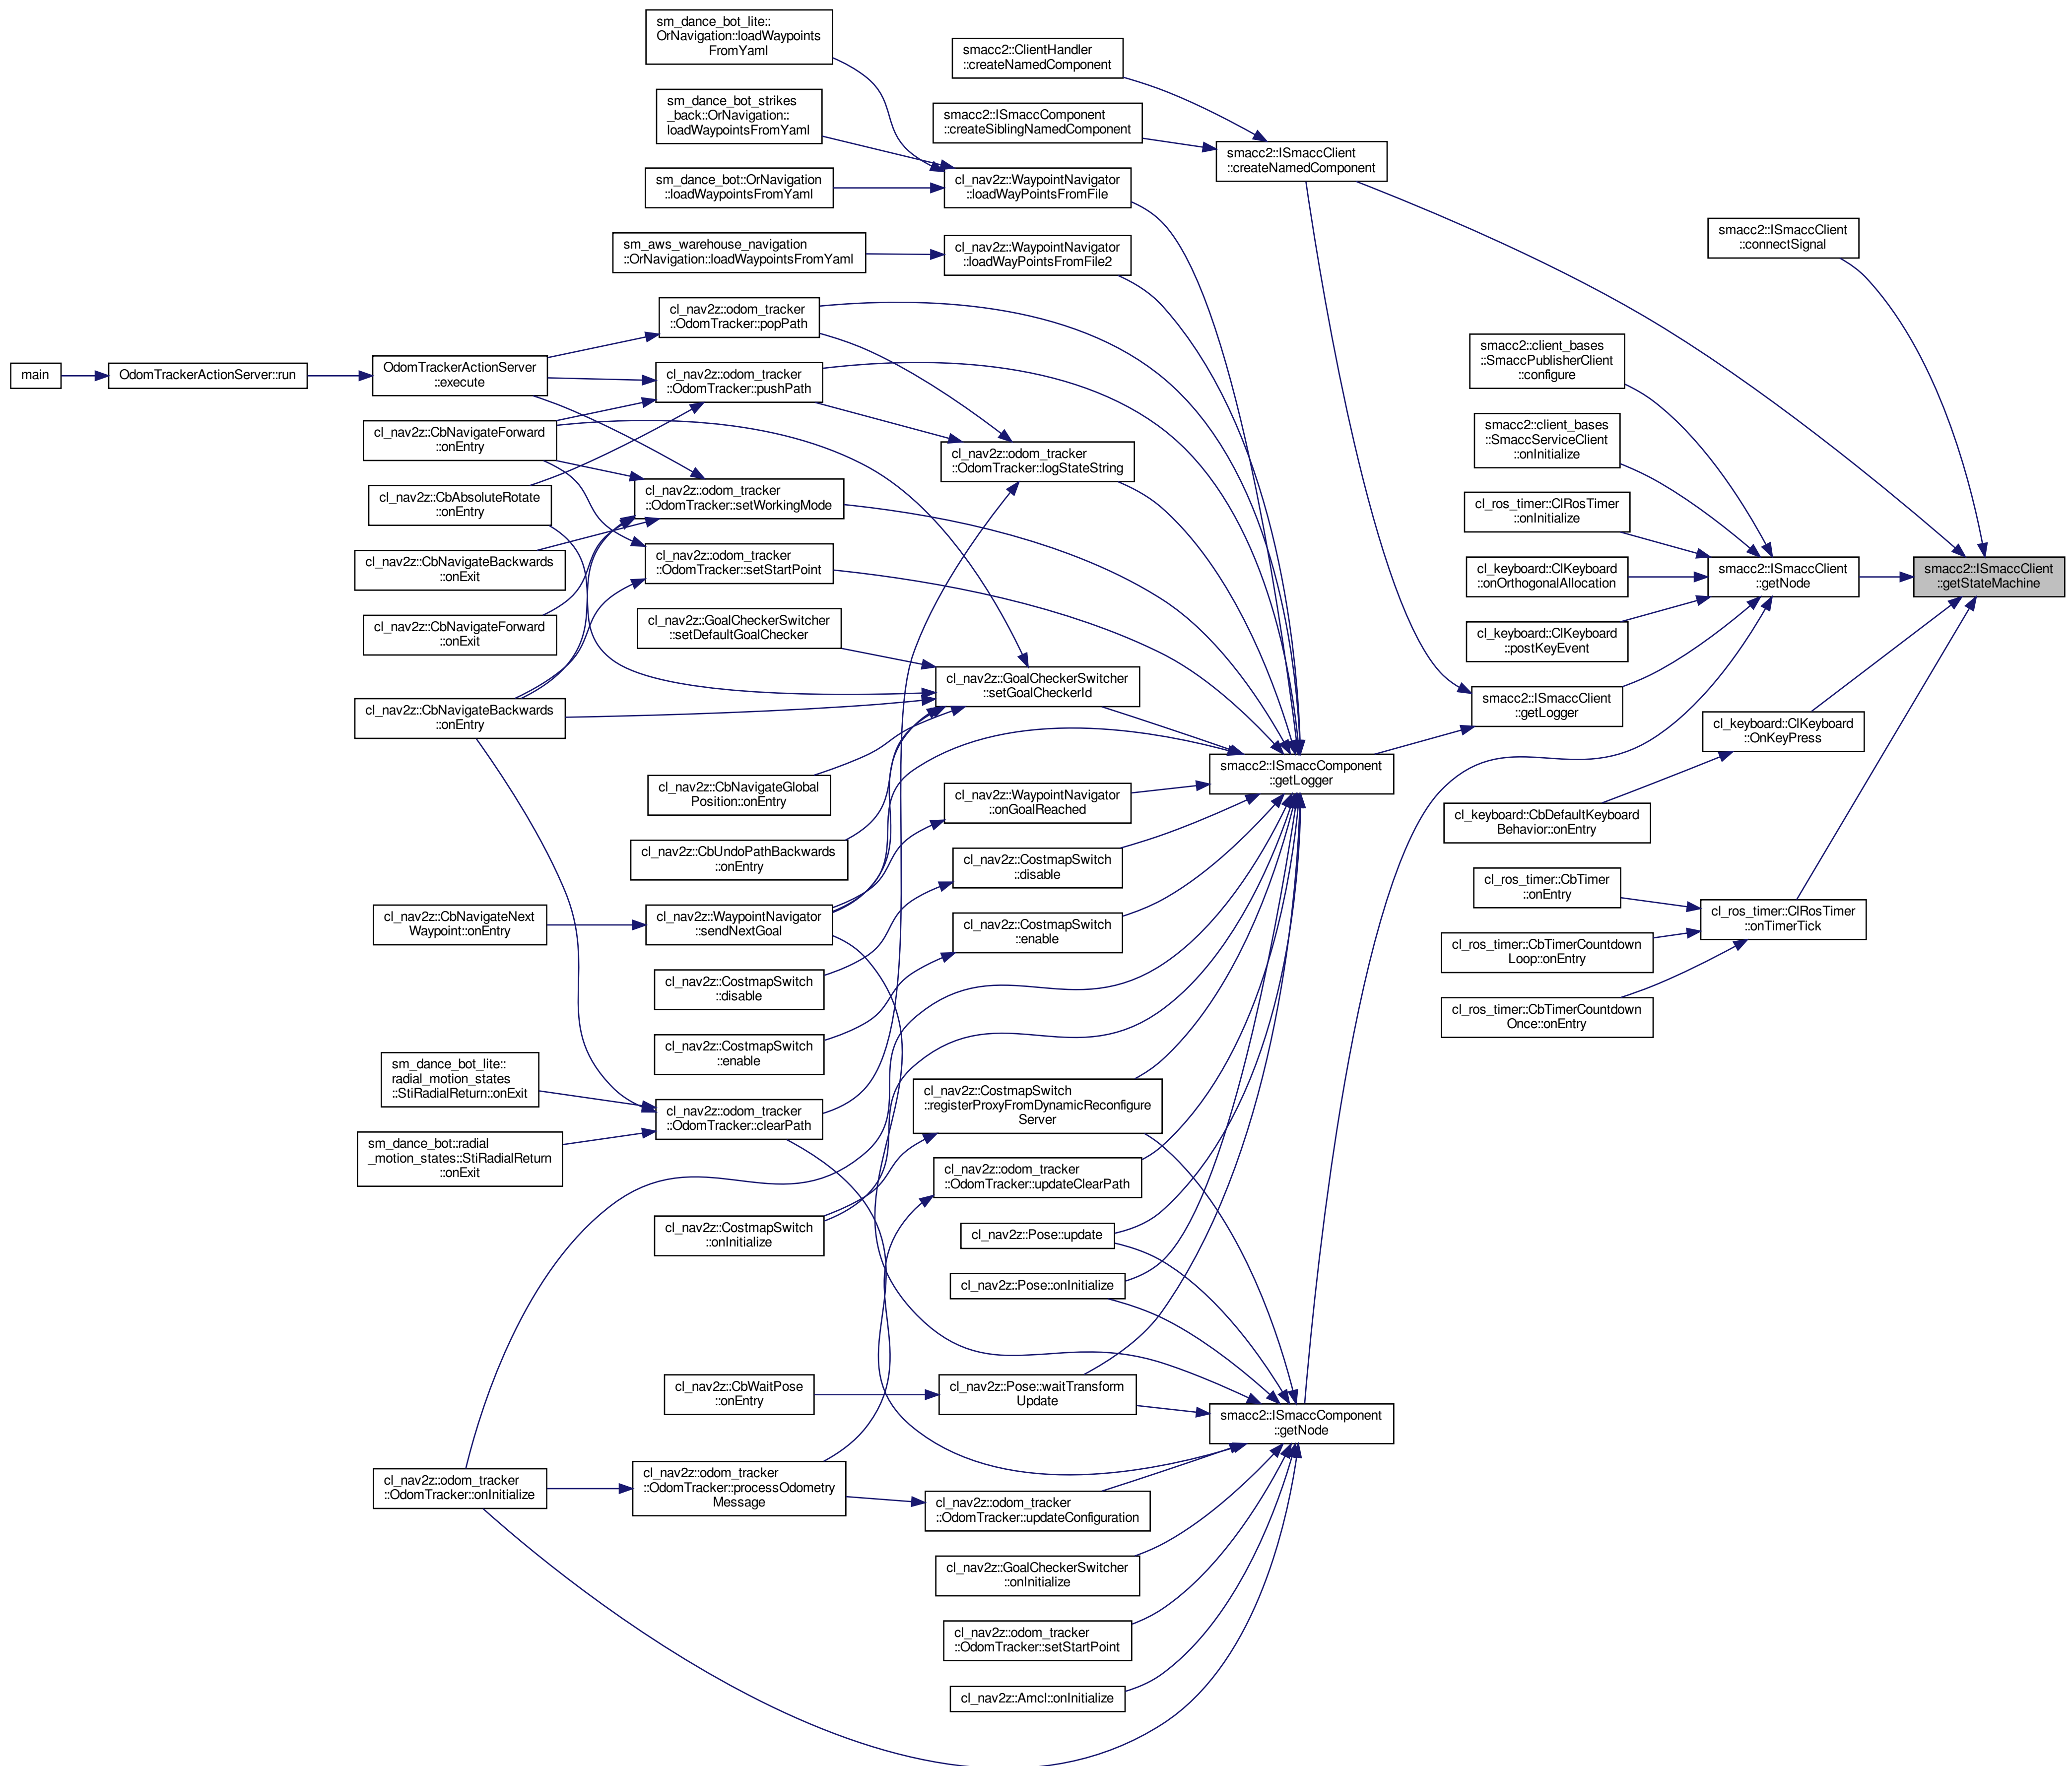 sm_dance_bot_lite::
OrNavigation::loadWaypoints
FromYaml
sm_dance_bot_strikes
_back::OrNavigation::
loadWaypointsFromYaml
sm_dance_bot::OrNavigation
::loadWaypointsFromYaml
sm_aws_warehouse_navigation
::OrNavigation::loadWaypointsFromYaml
smacc2::ClientHandler
::createNamedComponent
smacc2::ISmaccComponent
::createSiblingNamedComponent
cl_nav2z::WaypointNavigator
::loadWayPointsFromFile
cl_nav2z::WaypointNavigator
::loadWayPointsFromFile2
smacc2::ISmaccClient
::createNamedComponent
smacc2::ISmaccClient
::connectSignal
main
OdomTrackerActionServer::run
OdomTrackerActionServer
::execute
cl_nav2z::CbNavigateForward
::onEntry
cl_nav2z::CbAbsoluteRotate
::onEntry
cl_nav2z::CbNavigateBackwards
::onExit
cl_nav2z::CbNavigateForward
::onExit
cl_nav2z::CbNavigateBackwards
::onEntry
cl_nav2z::odom_tracker
::OdomTracker::popPath
cl_nav2z::odom_tracker
::OdomTracker::pushPath
cl_nav2z::odom_tracker
::OdomTracker::logStateString
cl_nav2z::odom_tracker
::OdomTracker::setWorkingMode
cl_nav2z::odom_tracker
::OdomTracker::setStartPoint
cl_nav2z::GoalCheckerSwitcher
::setDefaultGoalChecker
cl_nav2z::GoalCheckerSwitcher
::setGoalCheckerId
cl_nav2z::CbNavigateGlobal
Position::onEntry
cl_nav2z::CbUndoPathBackwards
::onEntry
cl_nav2z::CbNavigateNext
Waypoint::onEntry
cl_nav2z::WaypointNavigator
::sendNextGoal
cl_nav2z::CostmapSwitch
::disable
cl_nav2z::CostmapSwitch
::enable
cl_nav2z::WaypointNavigator
::onGoalReached
cl_nav2z::CostmapSwitch
::disable
cl_nav2z::CostmapSwitch
::enable
smacc2::ISmaccComponent
::getLogger
smacc2::client_bases
::SmaccPublisherClient
::configure
smacc2::client_bases
::SmaccServiceClient
::onInitialize
cl_ros_timer::ClRosTimer
::onInitialize
cl_keyboard::ClKeyboard
::onOrthogonalAllocation
cl_keyboard::ClKeyboard
::postKeyEvent
smacc2::ISmaccClient
::getLogger
smacc2::ISmaccClient
::getNode
smacc2::ISmaccClient
::getStateMachine
cl_keyboard::ClKeyboard
::OnKeyPress
cl_keyboard::CbDefaultKeyboard
Behavior::onEntry
cl_ros_timer::CbTimer
::onEntry
cl_ros_timer::CbTimerCountdown
Loop::onEntry
cl_ros_timer::CbTimerCountdown
Once::onEntry
cl_ros_timer::ClRosTimer
::onTimerTick
sm_dance_bot_lite::
radial_motion_states
::StiRadialReturn::onExit
sm_dance_bot::radial
_motion_states::StiRadialReturn
::onExit
cl_nav2z::odom_tracker
::OdomTracker::clearPath
cl_nav2z::CostmapSwitch
::onInitialize
cl_nav2z::CostmapSwitch
::registerProxyFromDynamicReconfigure
Server
cl_nav2z::odom_tracker
::OdomTracker::updateClearPath
cl_nav2z::Pose::update
cl_nav2z::Pose::onInitialize
cl_nav2z::CbWaitPose
::onEntry
cl_nav2z::Pose::waitTransform
Update
smacc2::ISmaccComponent
::getNode
cl_nav2z::odom_tracker
::OdomTracker::onInitialize
cl_nav2z::odom_tracker
::OdomTracker::processOdometry
Message
cl_nav2z::odom_tracker
::OdomTracker::updateConfiguration
cl_nav2z::GoalCheckerSwitcher
::onInitialize
cl_nav2z::odom_tracker
::OdomTracker::setStartPoint
cl_nav2z::Amcl::onInitialize